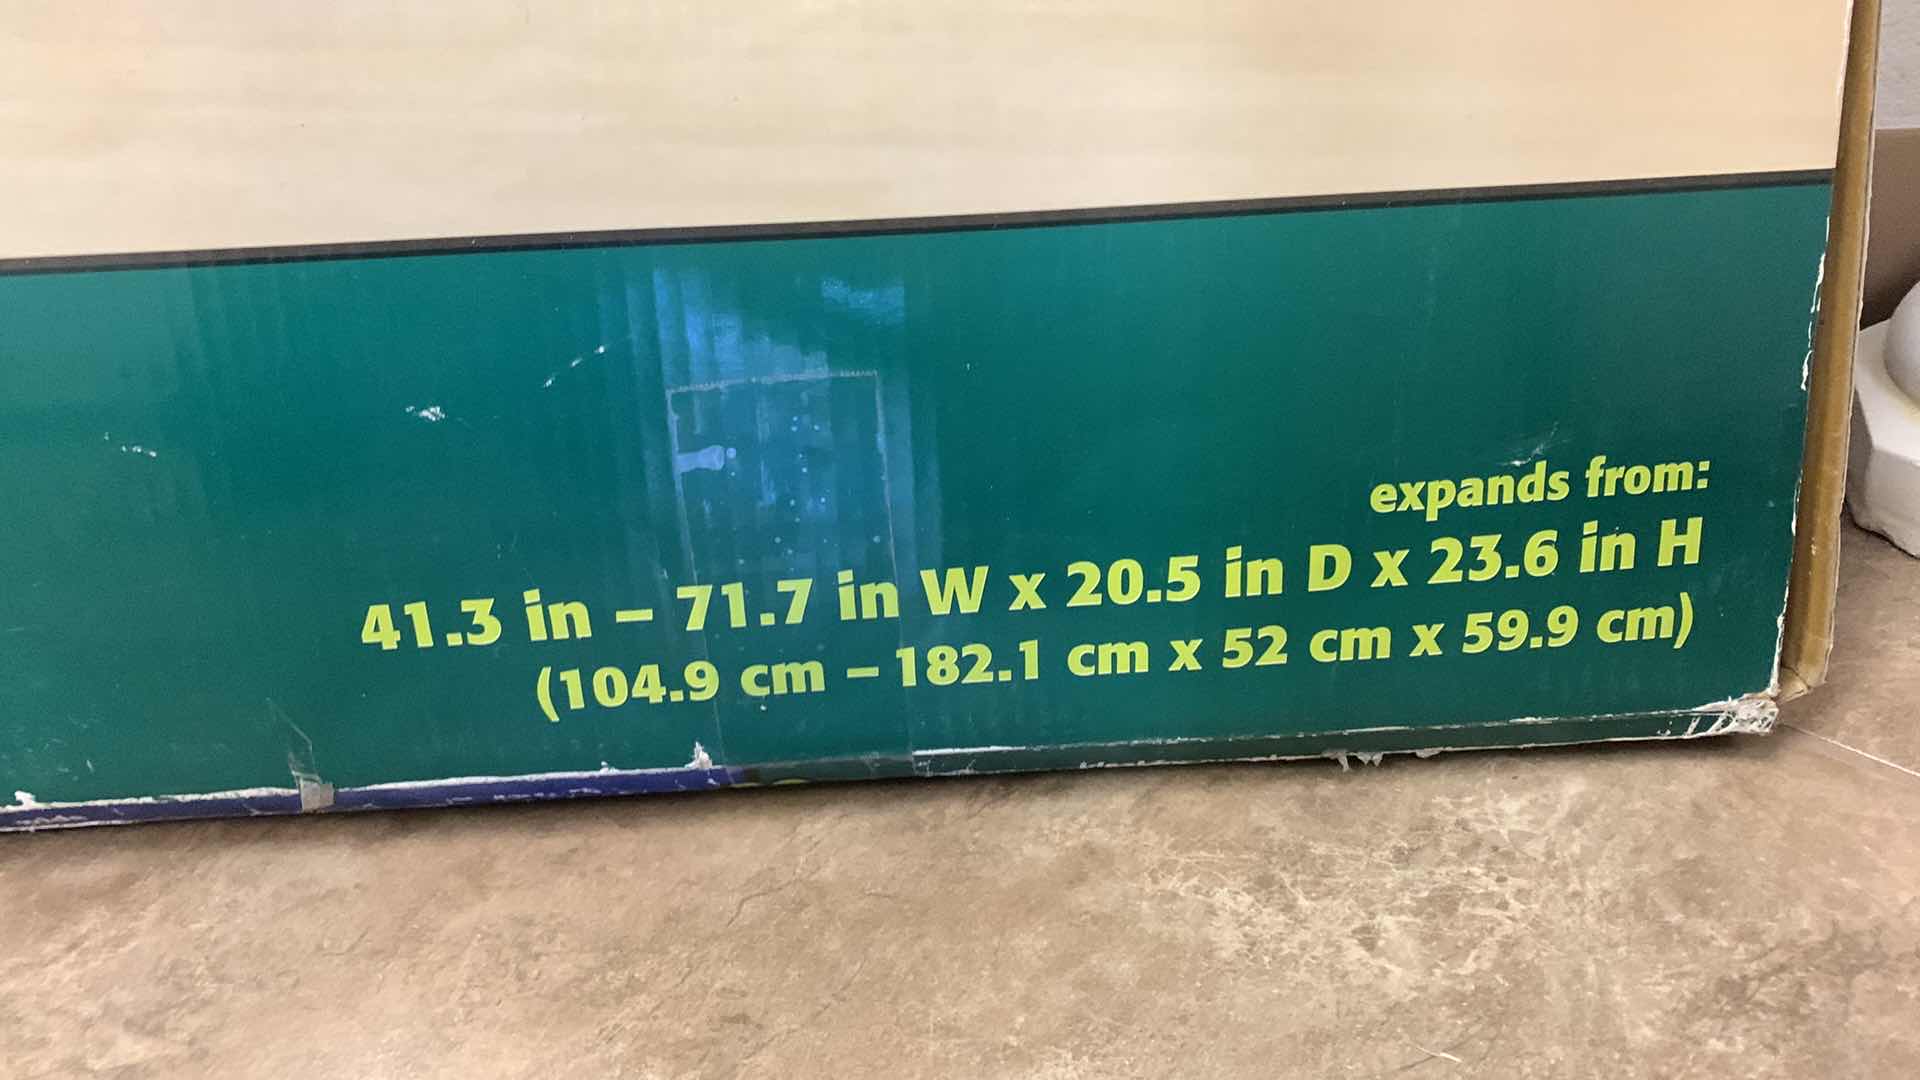 expands from:
41.3 in – 71.7 in W x 20.5 in D x 23.6 in H
(104.9 cm – 182.1 cm x 52 cm x 59.9 cm)